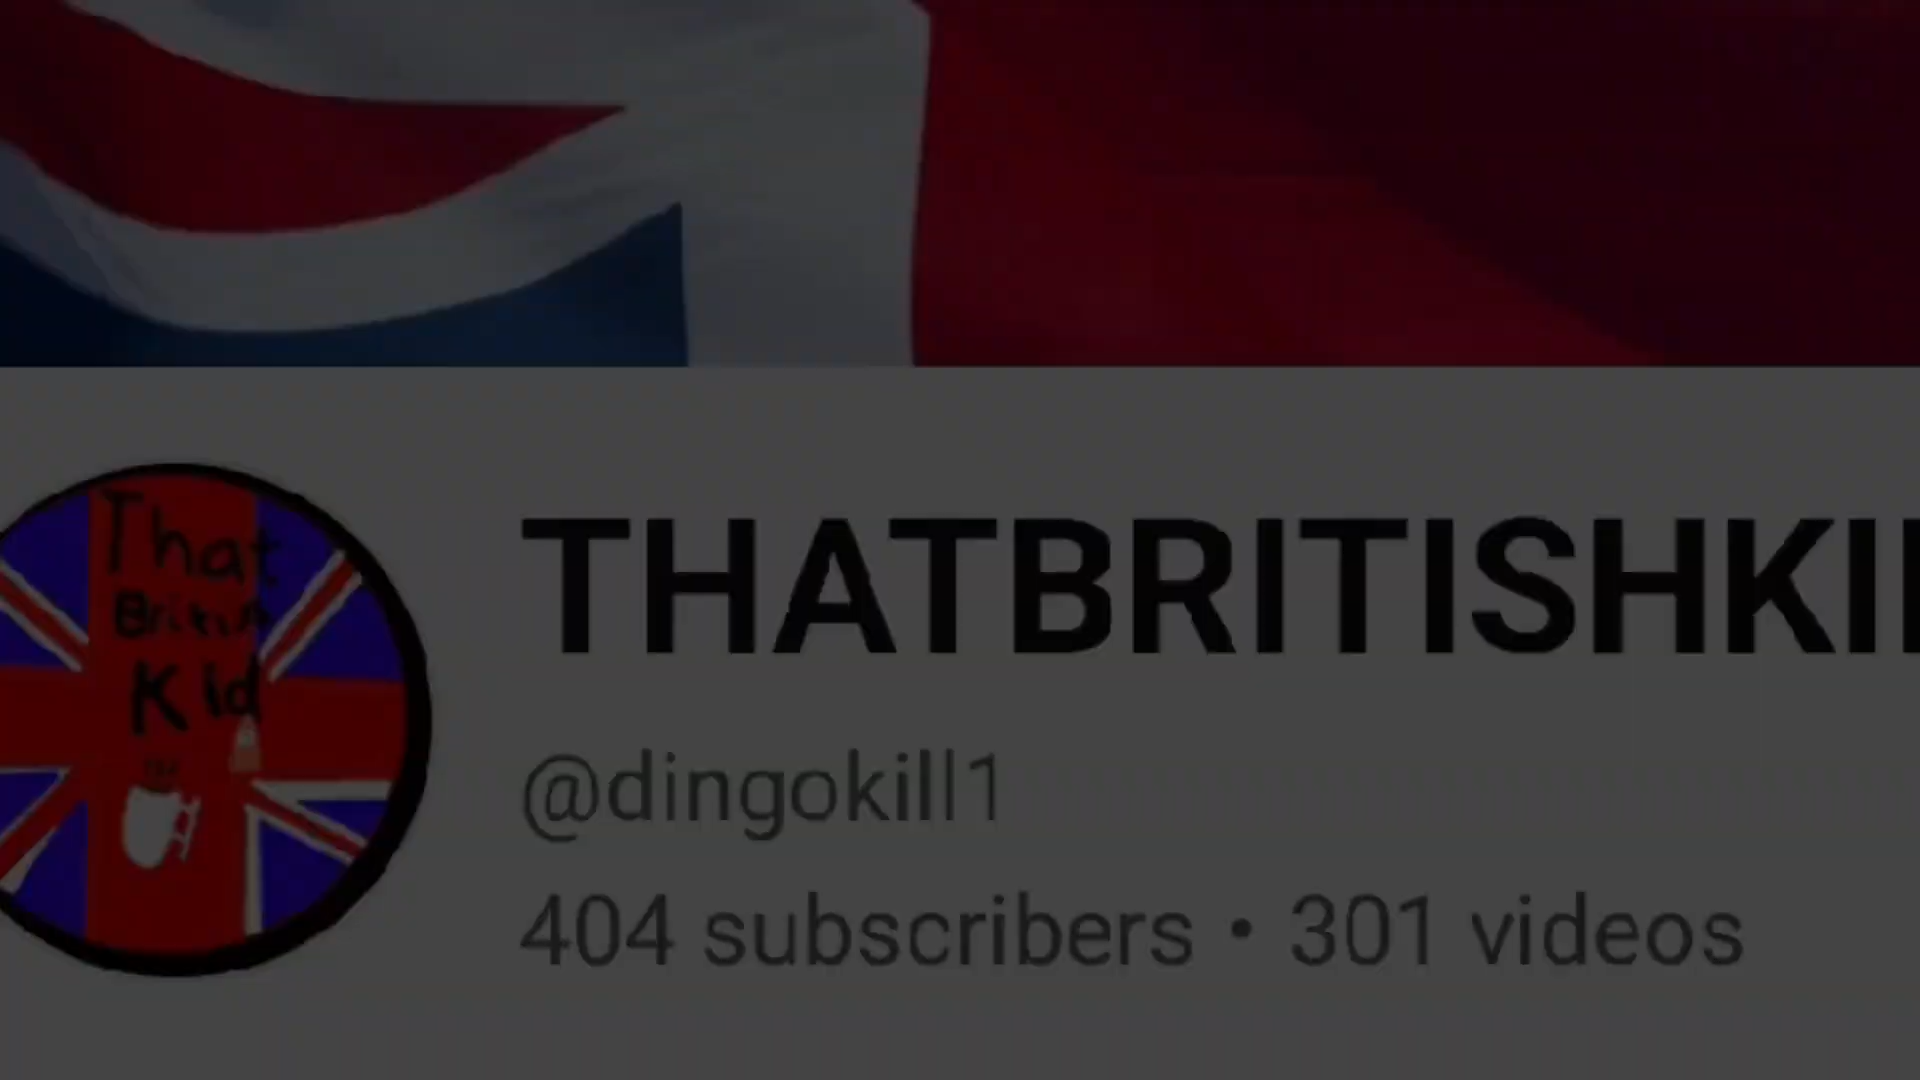 That
British
Kid
THATBRITISHKI
@dingokill1
404 subscribers • 301 videos